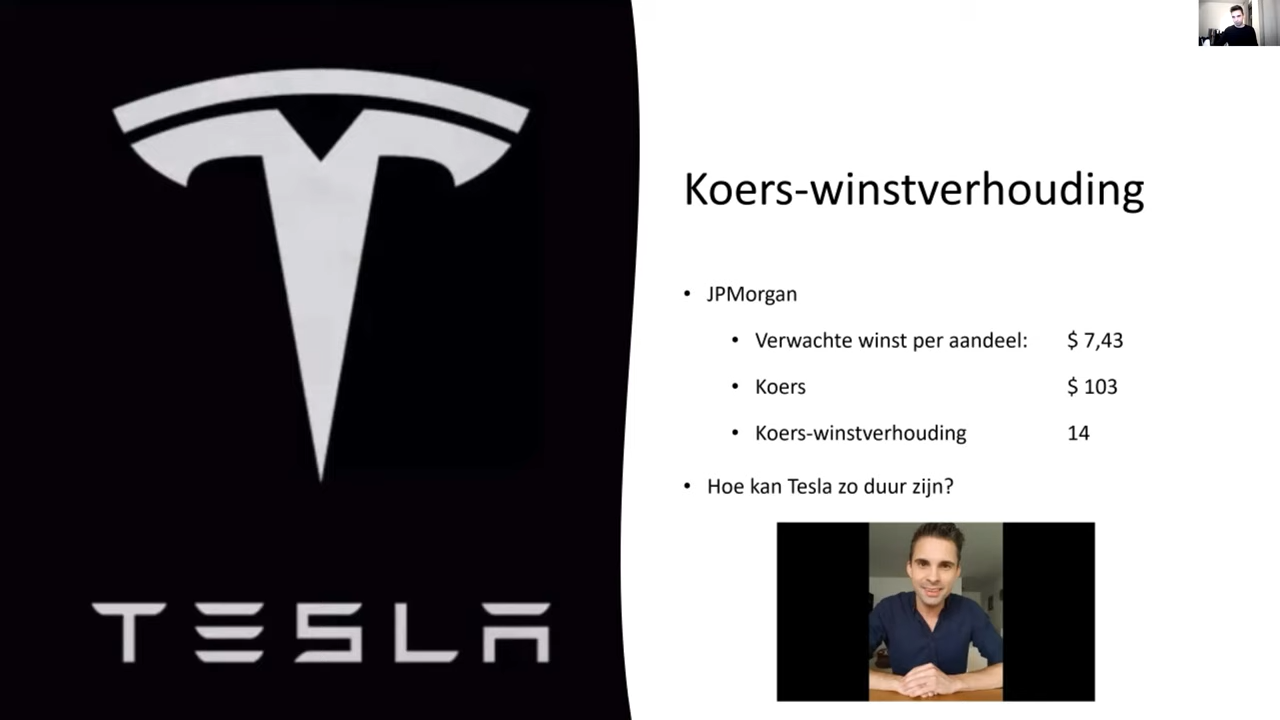 Koers-winstverhouding
• JPMorgan
• Verwachte winst per aandeel: $ 7,43
• Koers $ 103
• Koers-winstverhouding 14
• Hoe kan Tesla zo duur zijn?
TESLA